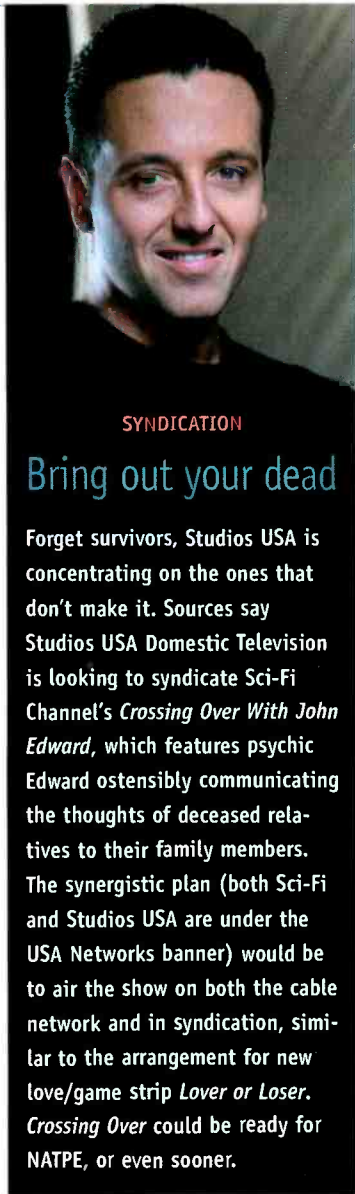 SYNDICATION
Bring out your dead
Forget survivors, Studios USA is
concentrating on the ones that
don't make it. Sources say
Studios USA Domestic Television
is looking to syndicate Sci-Fi
Channel's Crossing Over With John
Edward, which features psychic
Edward ostensibly communicating
the thoughts of deceased rela-
tives to their family members.
The synergistic plan (both Sci-Fi
and Studios USA are under the
USA Networks banner) would be
to air the show on both the cable
network and in syndication, simi-
lar to the arrangement for new
love/game strip Lover or Loser.
Crossing Over could be ready for
NATPE, or even sooner.